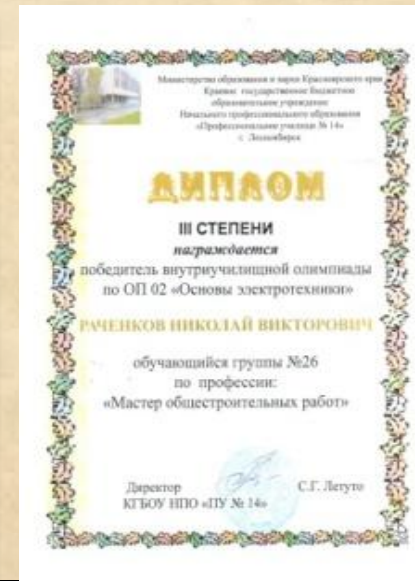 Министерство образования и науки Красноярского края
Краевое государственное бюджетное
образовательное учреждение
Начального профессионального образования
«Профессиональное училище № 14»
г. Лесосибирск
ДИПЛОМ
III СТЕПЕНИ
награждается
победитель внутриучилищной олимпиады
по ОП 02 «Основы электротехники»
РАЧЕНКОВ НИКОЛАЙ ВИКТОРОВИЧ
обучающийся группы №26
по профессии:
«Мастер общестроительных работ»
Директор С.Г. Летуто
КГБОУ НПО «ПУ № 14»